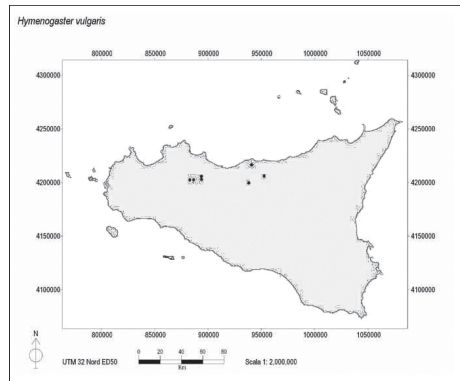 Hymenogaster vulgaris
800000 850000 900000 950000 1000000 1050000
4300000 4300000
4250000 4250000
4200000 4200000
4150000 4150000
4100000 4100000
800000 850000 900000 950000 1000000 1050000
N
0 20 40 60 80
UTM 32 Nord ED50 Km Scala 1: 2,000,000